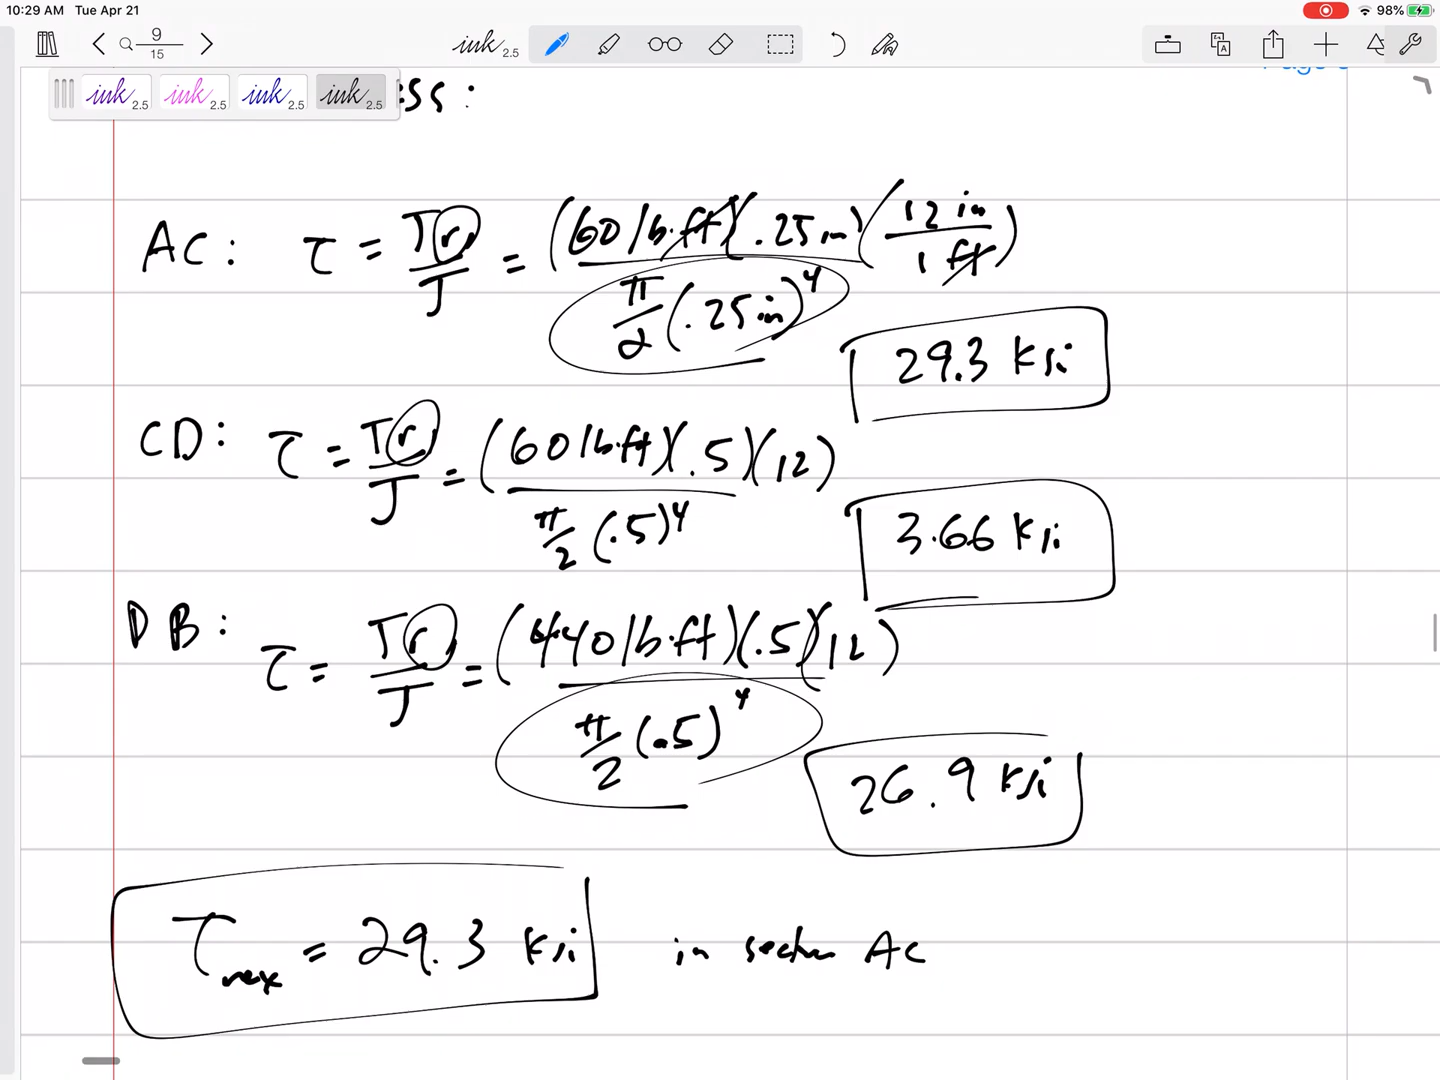 10:29 AM Tue Apr 21 98%
9
15
ink 2.5
ink 2.5 ink 2.5 ink 2.5 ink 2.5 ess:
AC: τ = Tr/J = (60 lb·ft)(.25 in)/(π/2 (.25 in)^4) (12 in/1 ft)
29.3 ksi
CD: τ = Tr/J = (60 lb·ft)(.5)(12)/(π/2 (.5)^4)
3.66 ksi
DB: τ = Tr/J = (440 lb·ft)(.5)(12)/(π/2 (.5)^4)
26.9 ksi
τmax = 29.3 ksi in section AC